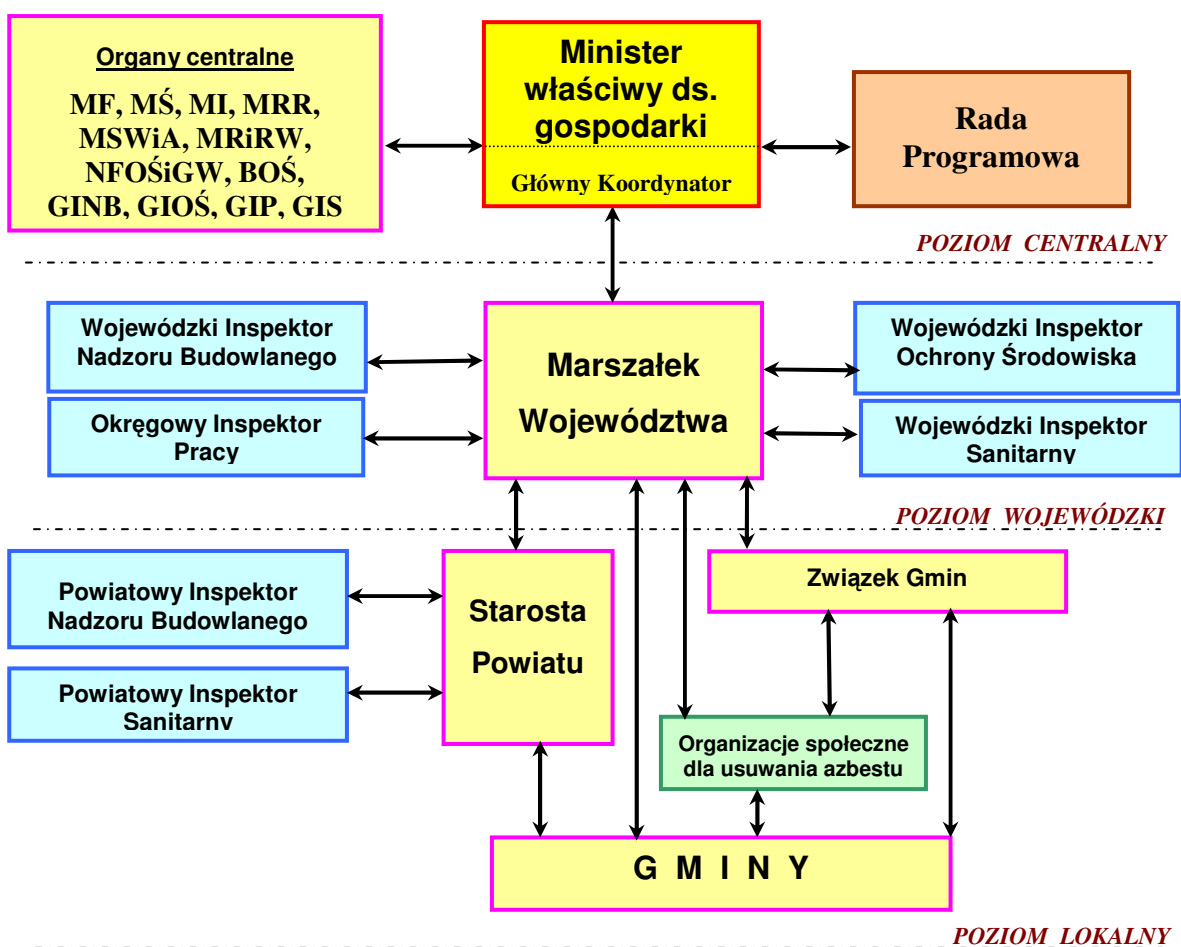 Organy centralne
MF, MŚ, MI, MRR,
MSWiA, MRiRW,
NFOŚiGW, BOŚ,
GINB, GIOŚ, GIP, GIS
Minister
właściwy ds.
gospodarki
Główny Koordynator
Rada
Programowa
POZIOM CENTRALNY
Wojewódzki Inspektor
Nadzoru Budowlanego
Okręgowy Inspektor
Pracy
Marszałek
Województwa
Wojewódzki Inspektor
Ochrony Środowiska
Wojewódzki Inspektor
Sanitarny
POZIOM WOJEWÓDZKI
Powiatowy Inspektor
Nadzoru Budowlanego
Powiatowy Inspektor
Sanitarny
Starosta
Powiatu
Związek Gmin
Organizacje społeczne
dla usuwania azbestu
G M I N Y
POZIOM LOKALNY